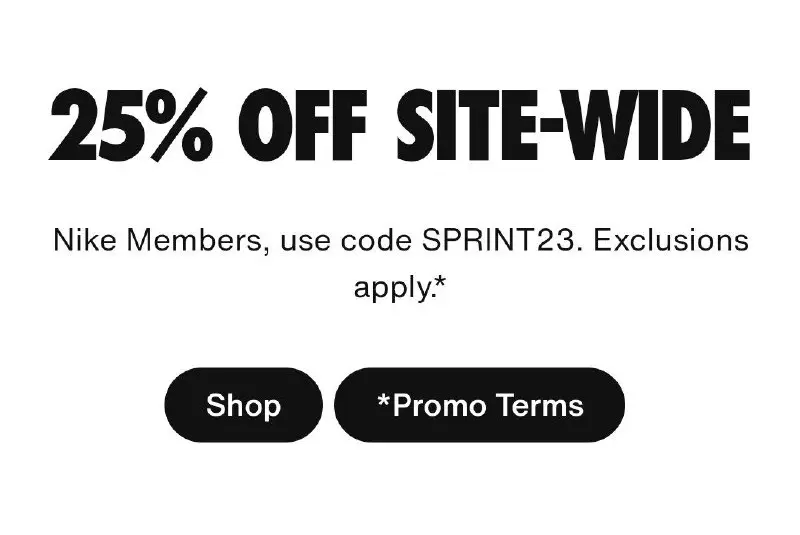 25% OFF SITE-WIDE
Nike Members, use code SPRINT23. Exclusions
apply.*
Shop
*Promo Terms